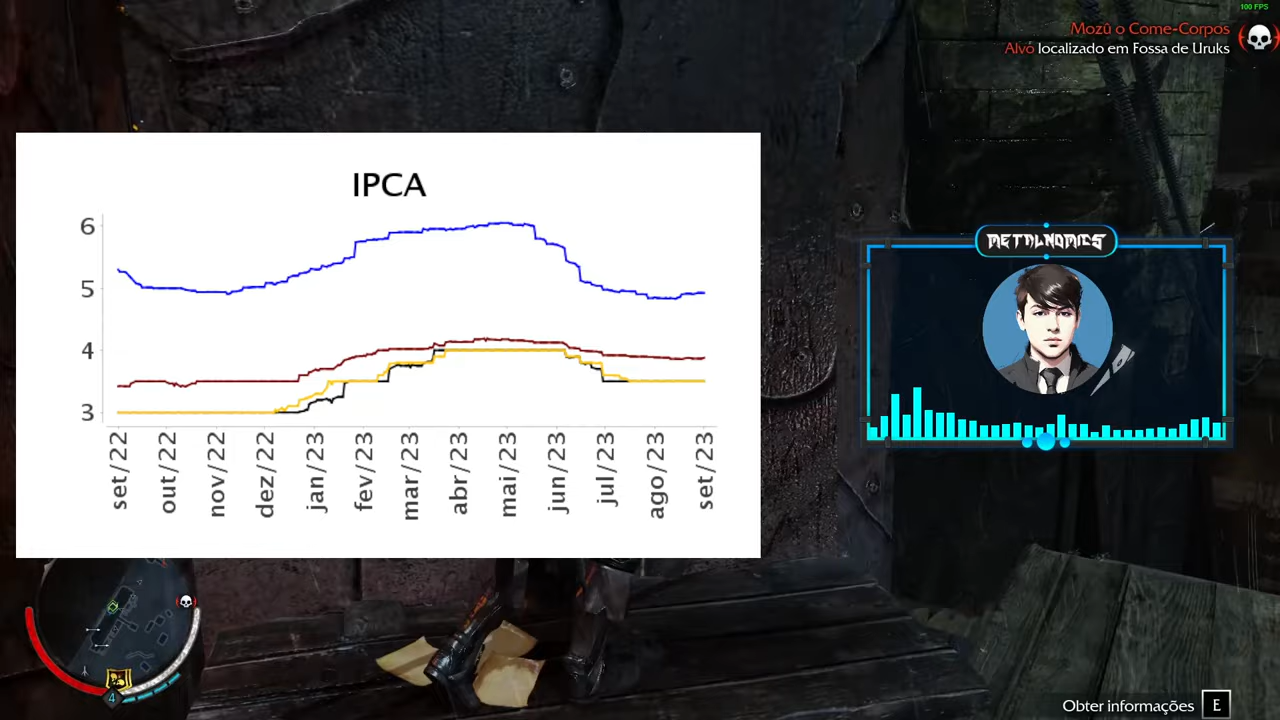 100 FPS
Mozû o Come-Corpos
Alvo localizado em Fossa de Uruks
IPCA
6
5
4
3
set/22
out/22
nov/22
dez/22
jan/23
fev/23
mar/23
abr/23
mai/23
jun/23
jul/23
ago/23
set/23
METALNOMICS
4
Obter informações E